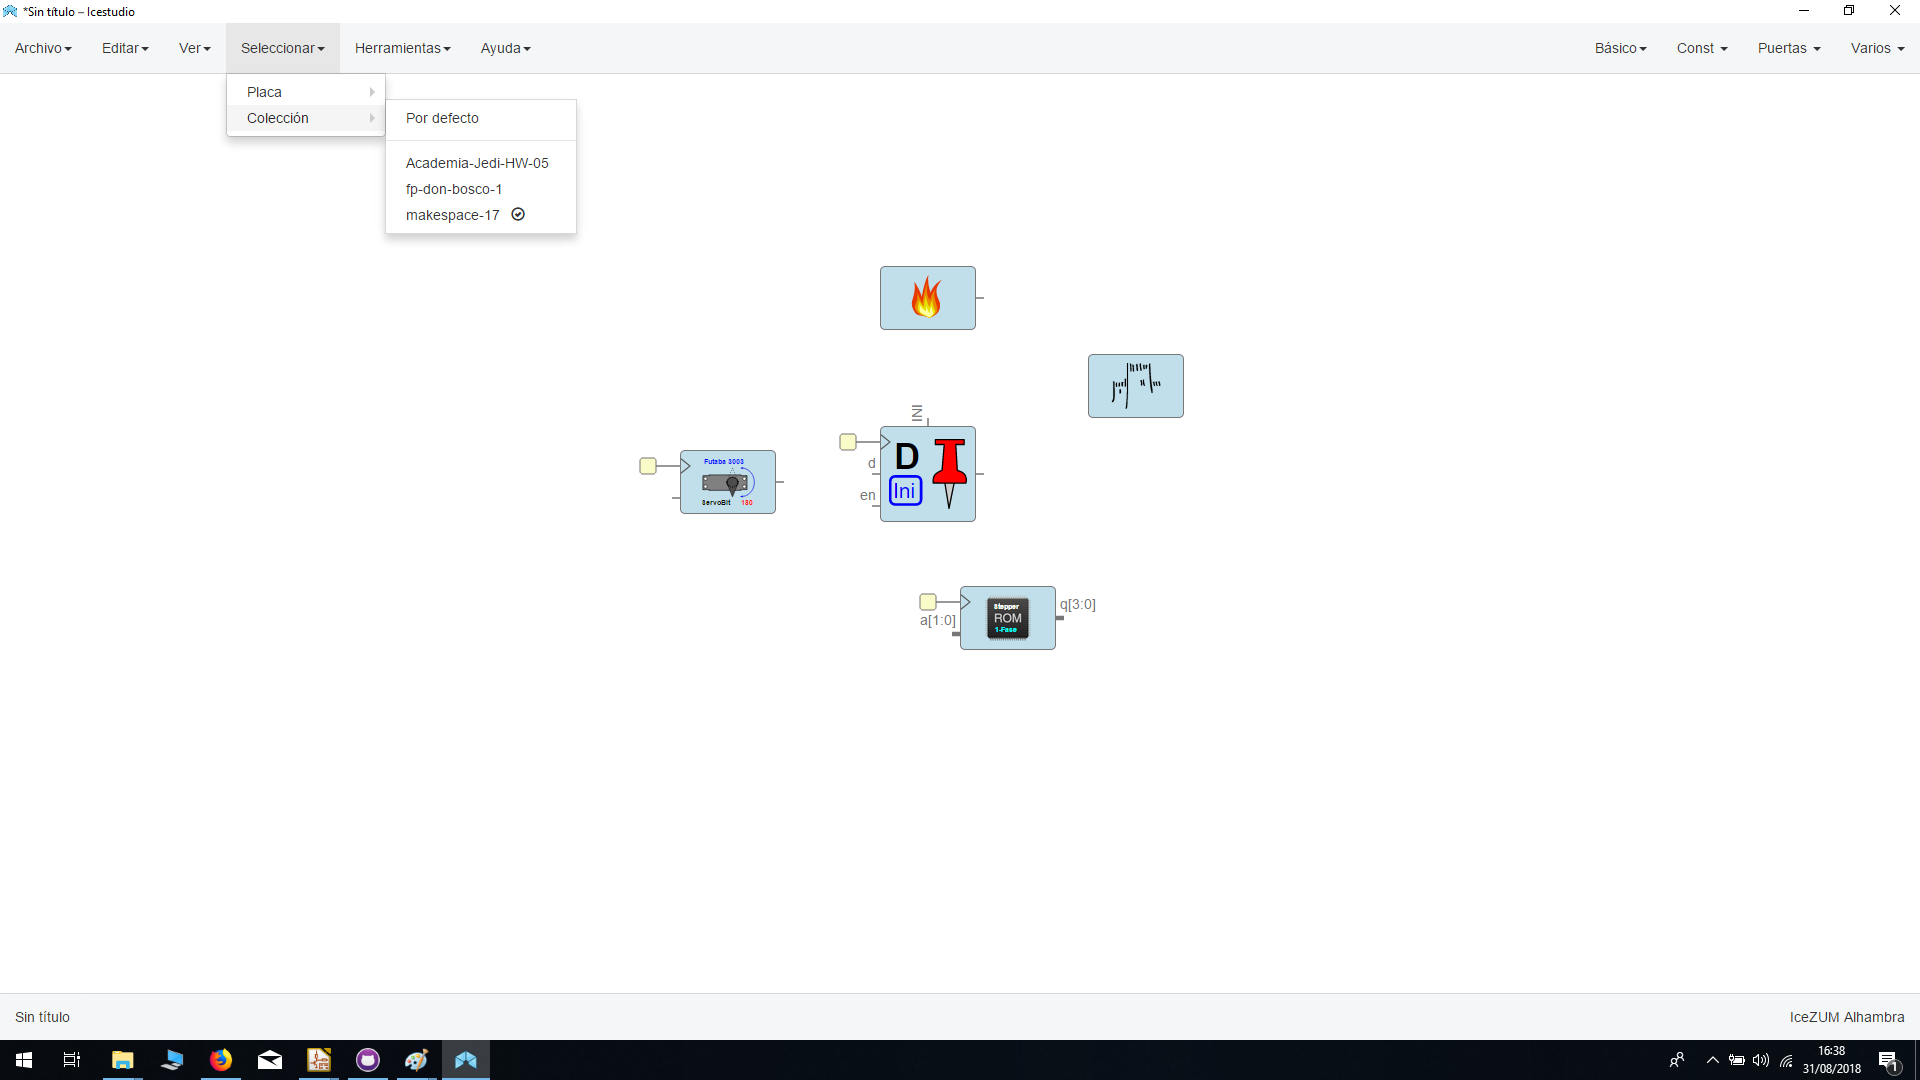 *Sin título – Icestudio
Archivo Editar Ver Seleccionar Herramientas Ayuda Básico Const Puertas Varios
Placa
Colección
Por defecto
Academia-Jedi-HW-05
fp-don-bosco-1
makespace-17
INI
d
en
D
Ini
Futaba 3003
ServoBit 180
a[1:0]
Stepper
ROM
1-Fase
q[3:0]
Sin título IceZUM Alhambra
16:38
31/08/2018
1